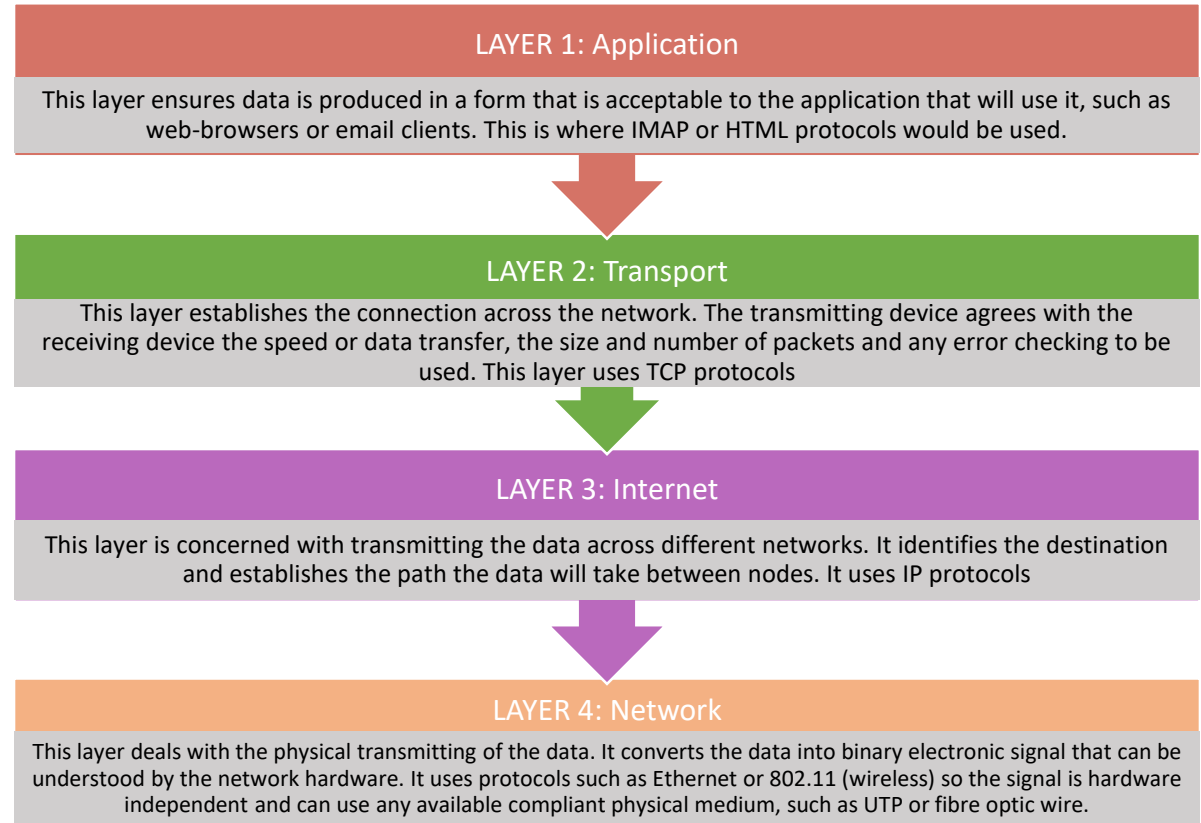 LAYER 1: Application
This layer ensures data is produced in a form that is acceptable to the application that will use it, such as
web-browsers or email clients. This is where IMAP or HTML protocols would be used.
LAYER 2: Transport
This layer establishes the connection across the network. The transmitting device agrees with the
receiving device the speed or data transfer, the size and number of packets and any error checking to be
used. This layer uses TCP protocols
LAYER 3: Internet
This layer is concerned with transmitting the data across different networks. It identifies the destination
and establishes the path the data will take between nodes. It uses IP protocols
LAYER 4: Network
This layer deals with the physical transmitting of the data. It converts the data into binary electronic signal that can be
understood by the network hardware. It uses protocols such as Ethernet or 802.11 (wireless) so the signal is hardware
independent and can use any available compliant physical medium, such as UTP or fibre optic wire.